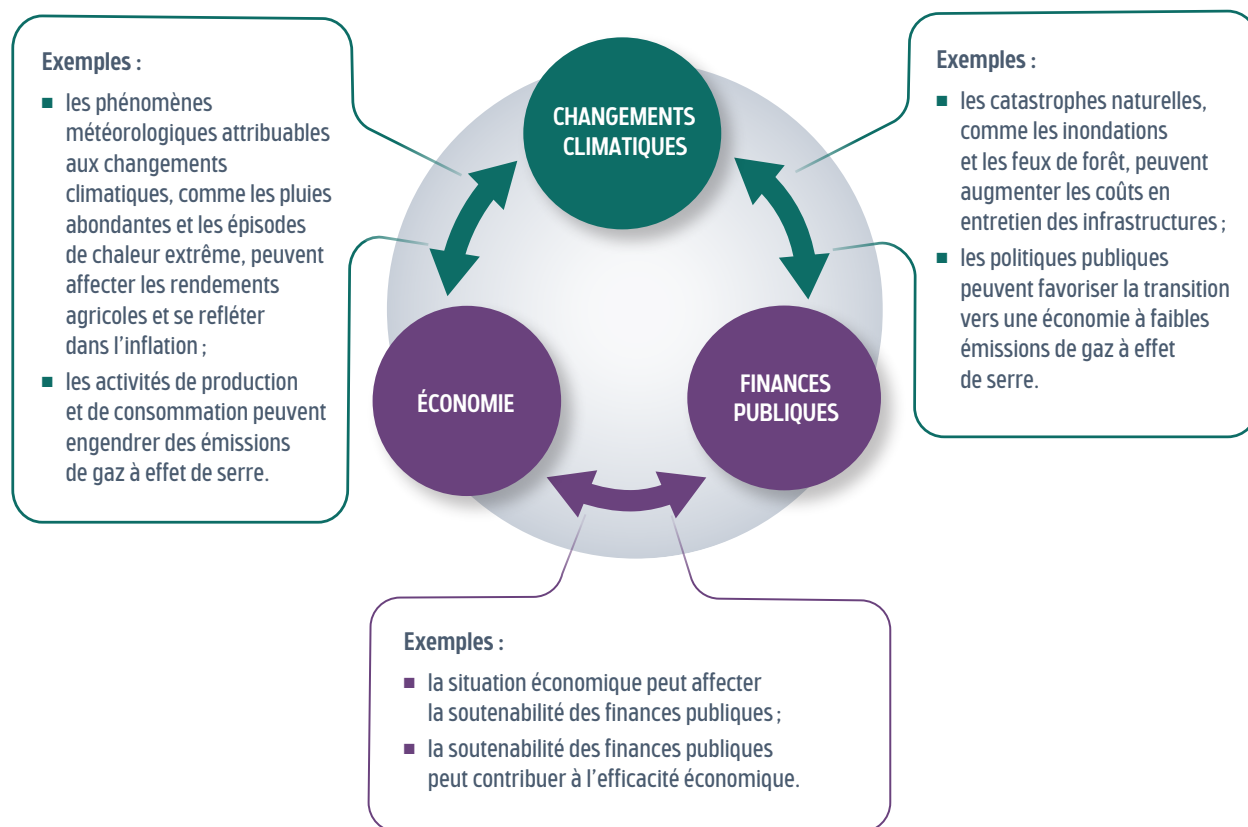 Exemples :
■ les phénomènes
météorologiques attribuables
aux changements
climatiques, comme les pluies
abondantes et les épisodes
de chaleur extrême, peuvent
affecter les rendements
agricoles et se refléter
dans l’inflation ;
■ les activités de production
et de consommation peuvent
engendrer des émissions
de gaz à effet de serre.
CHANGEMENTS
CLIMATIQUES
Exemples :
■ les catastrophes naturelles,
comme les inondations
et les feux de forêt, peuvent
augmenter les coûts en
entretien des infrastructures ;
■ les politiques publiques
peuvent favoriser la transition
vers une économie à faibles
émissions de gaz à effet
de serre.
ÉCONOMIE
FINANCES
PUBLIQUES
Exemples :
■ la situation économique peut affecter
la soutenabilité des finances publiques ;
■ la soutenabilité des finances publiques
peut contribuer à l’efficacité économique.